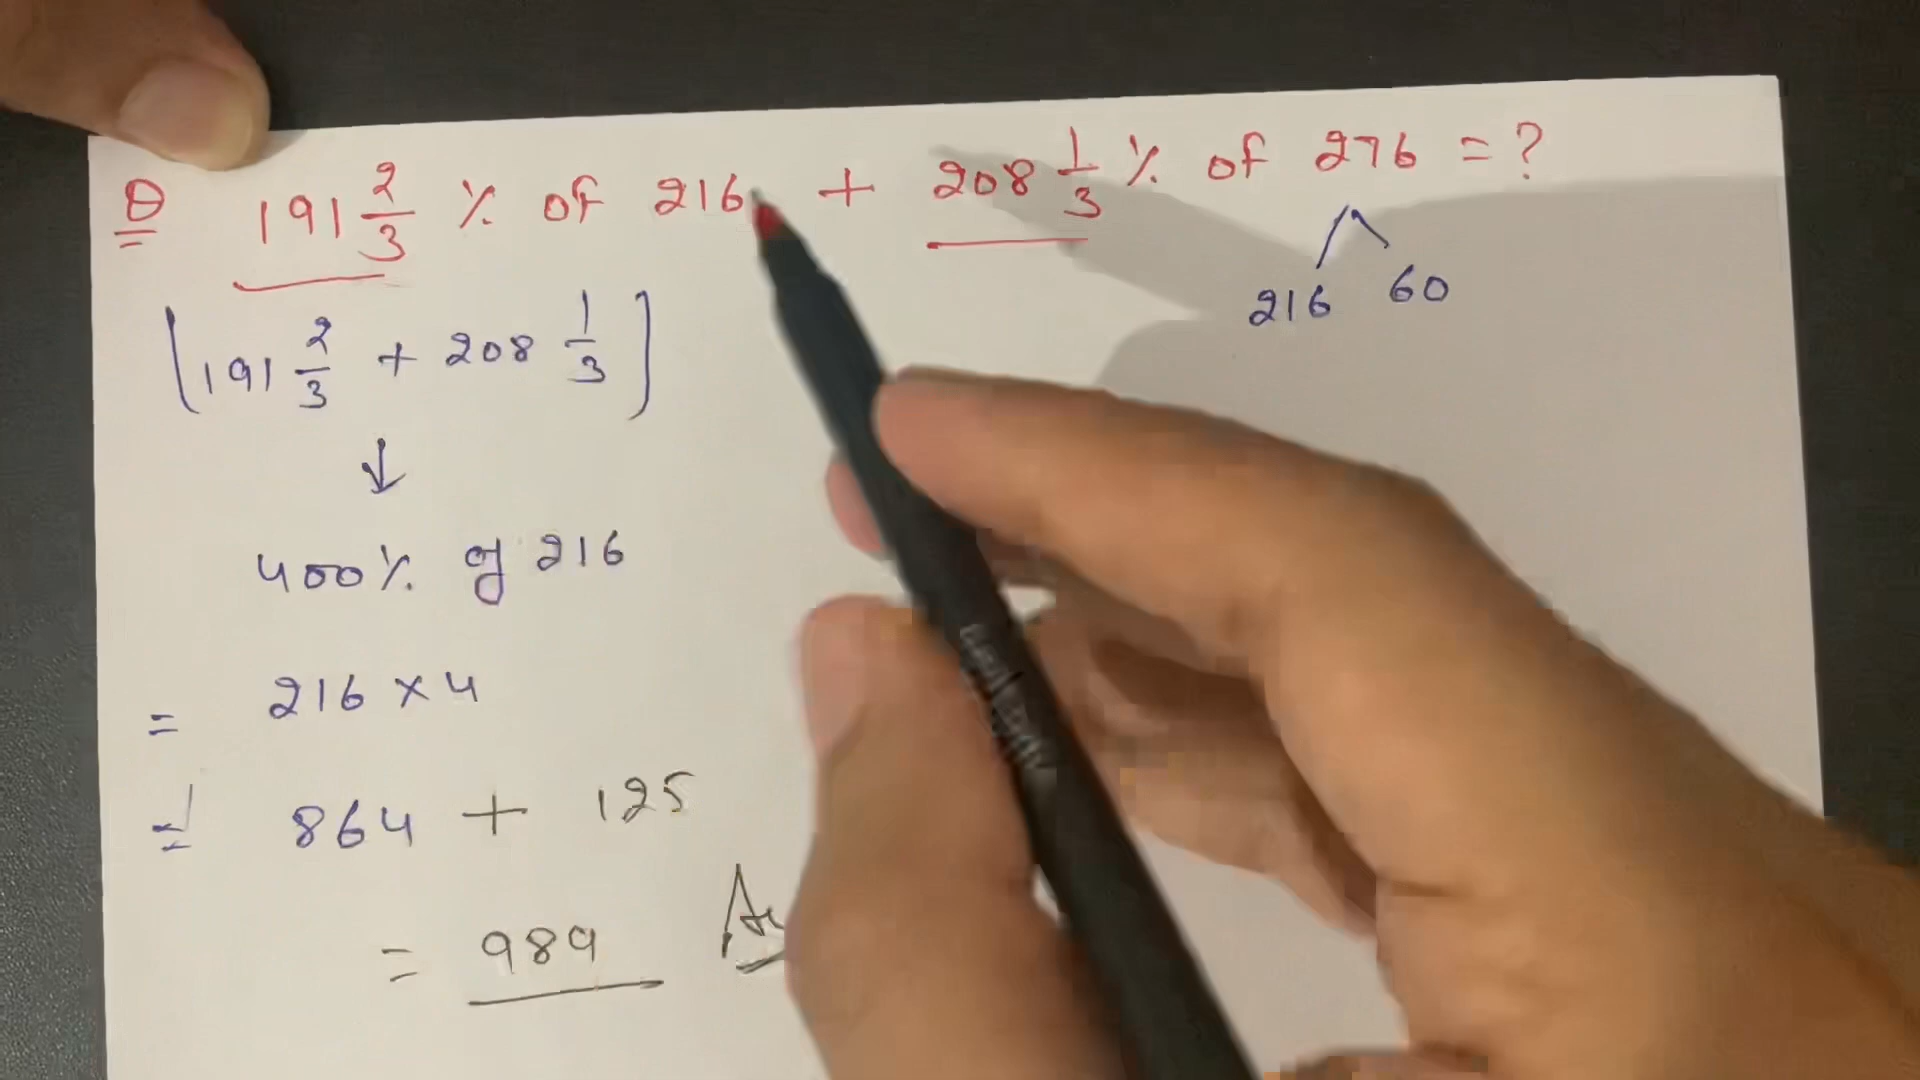 Q 191 2/3 % of 216 + 208 1/3 % of 276 = ?
216 60
[191 2/3 + 208 1/3]
↓
400% of 216
= 216 × 4
= 864 + 125
= 989